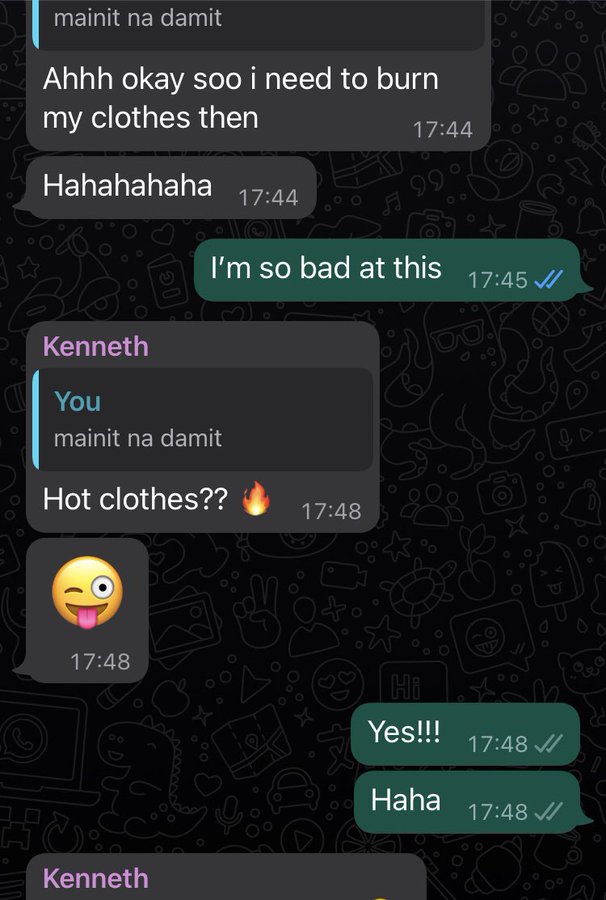 mainit na damit
Ahhh okay soo i need to burn
my clothes then
17:44
Hahahahaha 17:44
I’m so bad at this 17:45
Kenneth
You
mainit na damit
Hot clothes?? 🔥 17:48
😜
17:48
Hi
Yes!!! 17:48
Haha 17:48
Kenneth